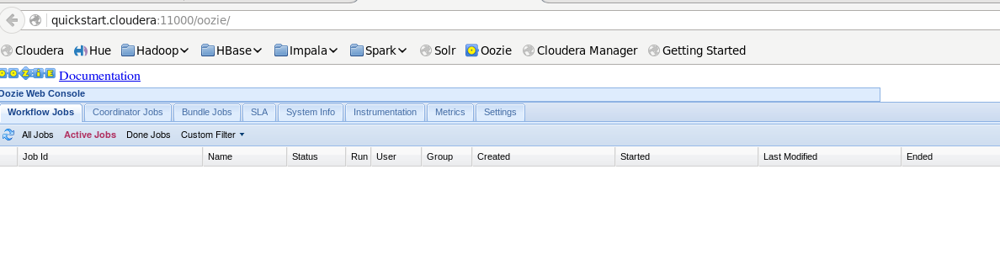 quickstart.cloudera:11000/oozie/
Cloudera Hue Hadoop HBase Impala Spark Solr Oozie Cloudera Manager Getting Started
OOZIE Documentation
Oozie Web Console
Workflow Jobs Coordinator Jobs Bundle Jobs SLA System Info Instrumentation Metrics Settings
All Jobs Active Jobs Done Jobs Custom Filter
Job Id Name Status Run User Group Created Started Last Modified Ended